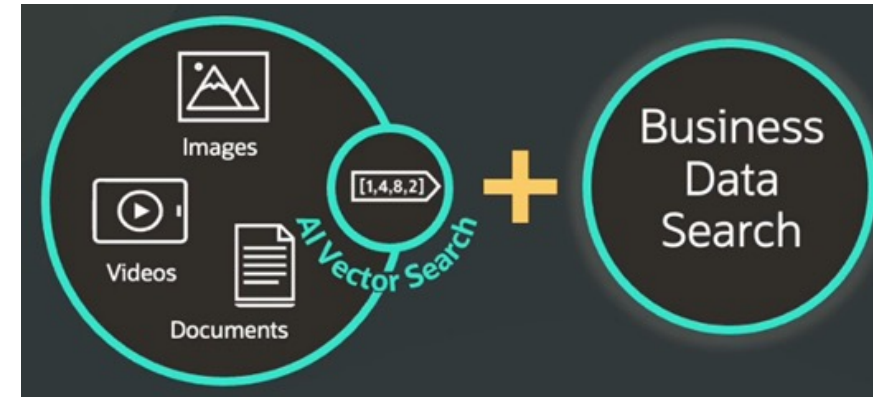 Images
Videos
Documents
[1,4,8,2]
AI Vector Search
Business
Data
Search